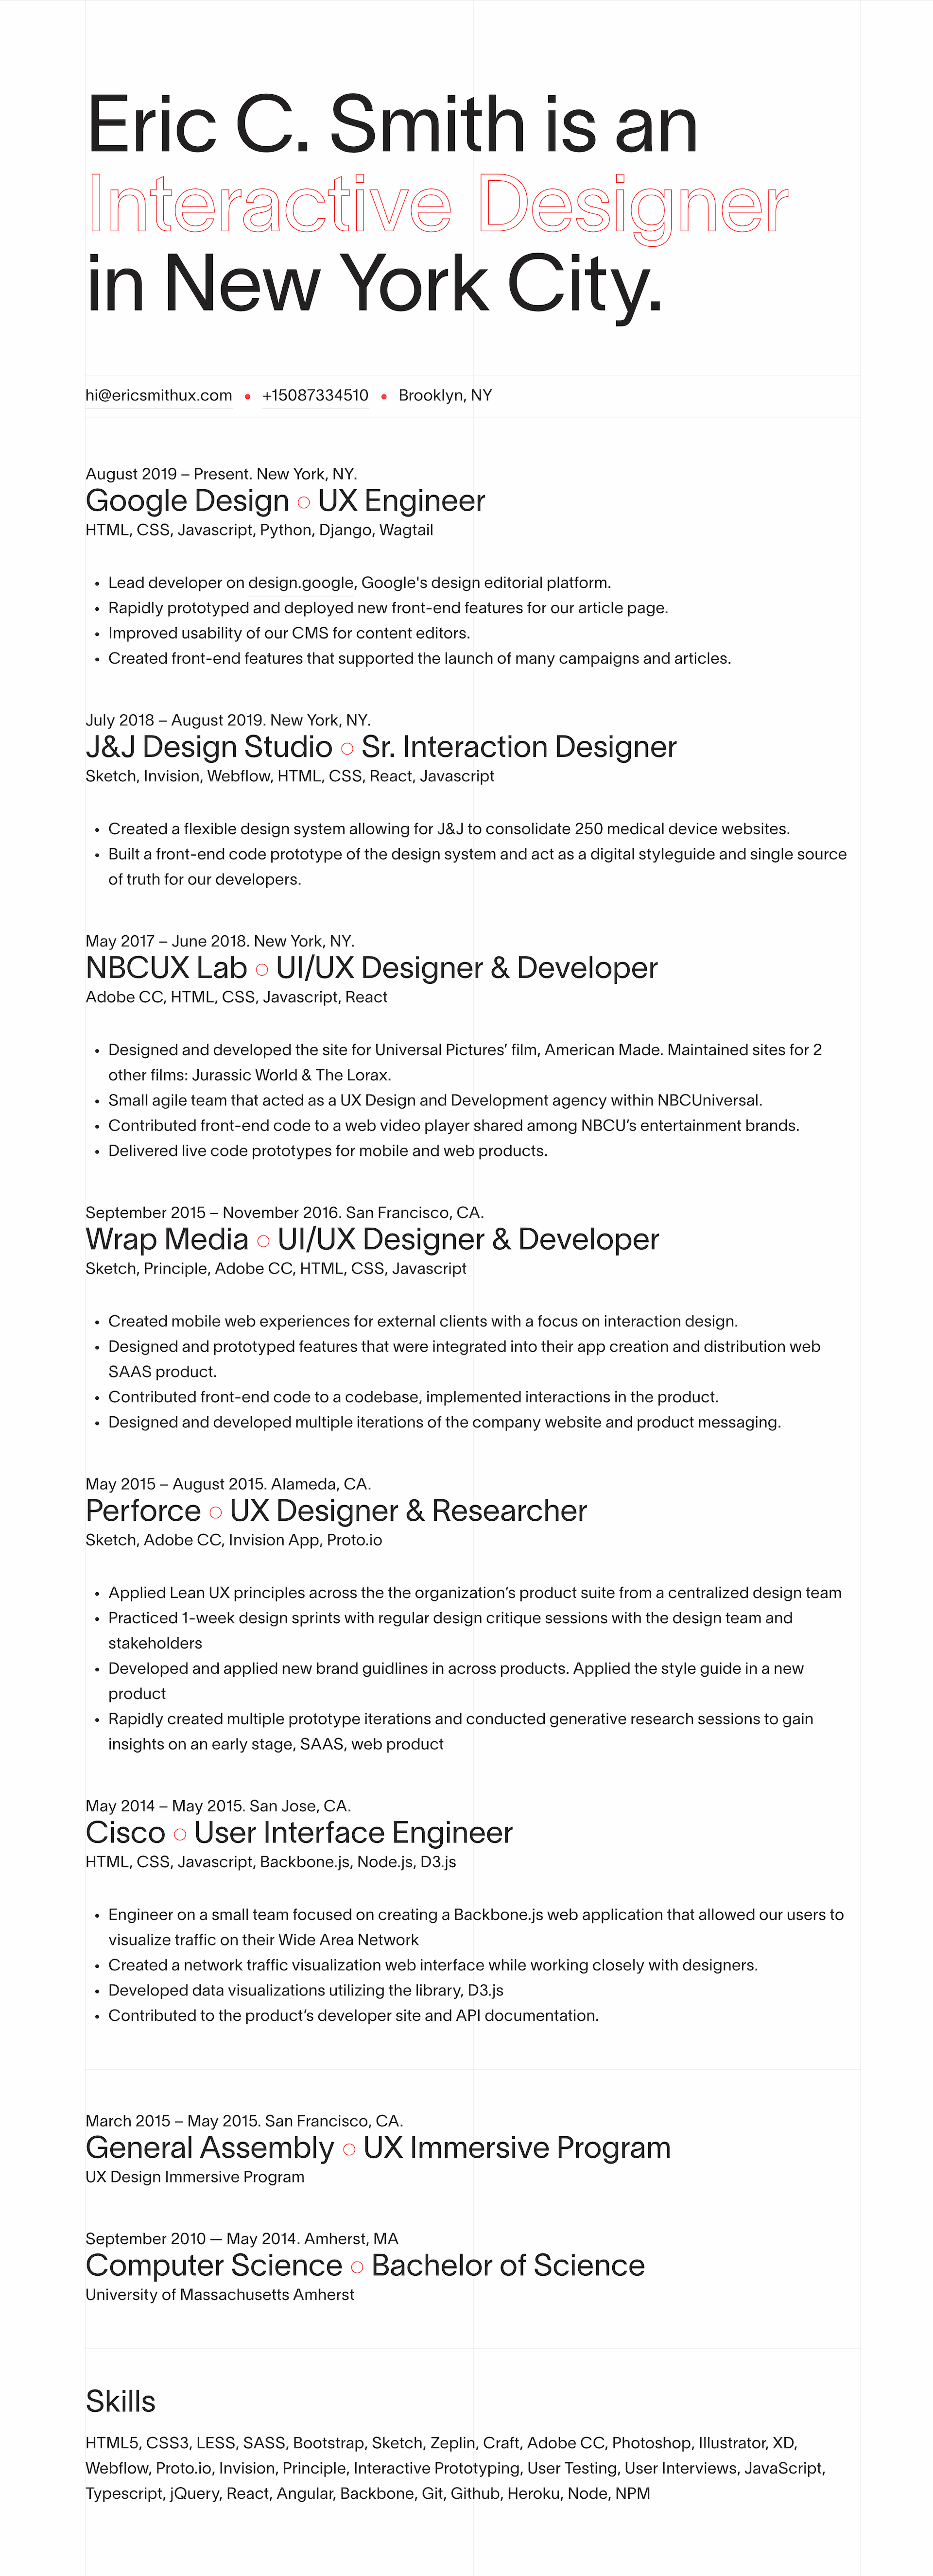 Eric C. Smith is an
Interactive Designer
in New York City.
hi@ericsmithux.com • +15087334510 • Brooklyn, NY
August 2019 – Present. New York, NY.
Google Design ○ UX Engineer
HTML, CSS, Javascript, Python, Django, Wagtail
• Lead developer on design.google, Google's design editorial platform.
• Rapidly prototyped and deployed new front-end features for our article page.
• Improved usability of our CMS for content editors.
• Created front-end features that supported the launch of many campaigns and articles.
July 2018 – August 2019. New York, NY.
J&J Design Studio ○ Sr. Interaction Designer
Sketch, Invision, Webflow, HTML, CSS, React, Javascript
• Created a flexible design system allowing for J&J to consolidate 250 medical device websites.
• Built a front-end code prototype of the design system and act as a digital styleguide and single source
of truth for our developers.
May 2017 – June 2018. New York, NY.
NBCUX Lab ○ UI/UX Designer & Developer
Adobe CC, HTML, CSS, Javascript, React
• Designed and developed the site for Universal Pictures’ film, American Made. Maintained sites for 2
other films: Jurassic World & The Lorax.
• Small agile team that acted as a UX Design and Development agency within NBCUniversal.
• Contributed front-end code to a web video player shared among NBCU’s entertainment brands.
• Delivered live code prototypes for mobile and web products.
September 2015 – November 2016. San Francisco, CA.
Wrap Media ○ UI/UX Designer & Developer
Sketch, Principle, Adobe CC, HTML, CSS, Javascript
• Created mobile web experiences for external clients with a focus on interaction design.
• Designed and prototyped features that were integrated into their app creation and distribution web
SAAS product.
• Contributed front-end code to a codebase, implemented interactions in the product.
• Designed and developed multiple iterations of the company website and product messaging.
May 2015 – August 2015. Alameda, CA.
Perforce ○ UX Designer & Researcher
Sketch, Adobe CC, Invision App, Proto.io
• Applied Lean UX principles across the the organization’s product suite from a centralized design team
• Practiced 1-week design sprints with regular design critique sessions with the design team and
stakeholders
• Developed and applied new brand guidlines in across products. Applied the style guide in a new
product
• Rapidly created multiple prototype iterations and conducted generative research sessions to gain
insights on an early stage, SAAS, web product
May 2014 – May 2015. San Jose, CA.
Cisco ○ User Interface Engineer
HTML, CSS, Javascript, Backbone.js, Node.js, D3.js
• Engineer on a small team focused on creating a Backbone.js web application that allowed our users to
visualize traffic on their Wide Area Network
• Created a network traffic visualization web interface while working closely with designers.
• Developed data visualizations utilizing the library, D3.js
• Contributed to the product’s developer site and API documentation.
March 2015 – May 2015. San Francisco, CA.
General Assembly ○ UX Immersive Program
UX Design Immersive Program
September 2010 — May 2014. Amherst, MA
Computer Science ○ Bachelor of Science
University of Massachusetts Amherst
Skills
HTML5, CSS3, LESS, SASS, Bootstrap, Sketch, Zeplin, Craft, Adobe CC, Photoshop, Illustrator, XD,
Webflow, Proto.io, Invision, Principle, Interactive Prototyping, User Testing, User Interviews, JavaScript,
Typescript, jQuery, React, Angular, Backbone, Git, Github, Heroku, Node, NPM